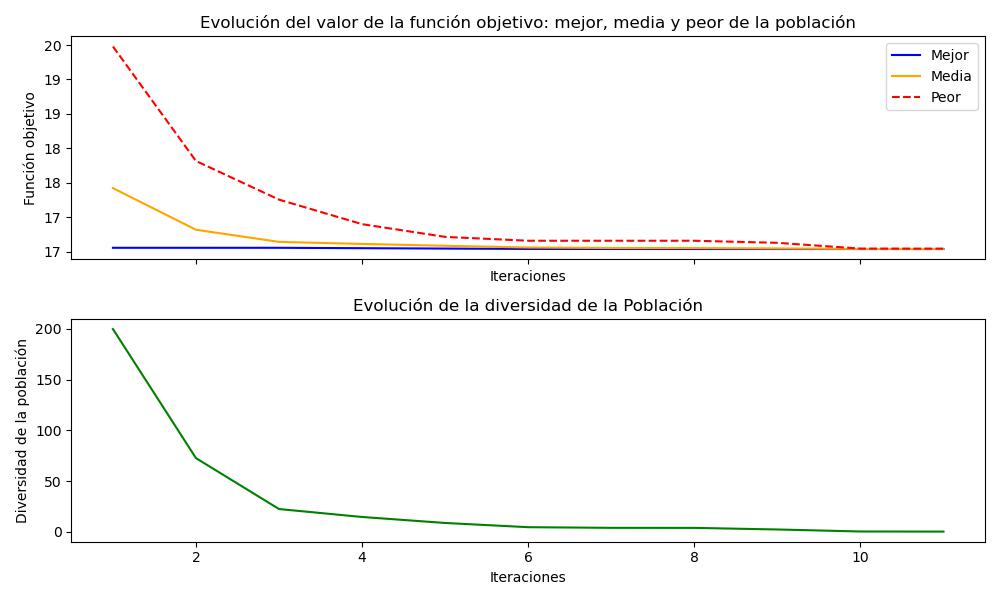 Evolución del valor de la función objetivo: mejor, media y peor de la población
Función objetivo
20
19
19
18
18
17
17
Mejor
Media
Peor
Iteraciones
Evolución de la diversidad de la Población
Diversidad de la población
200
150
100
50
0
2 4 6 8 10
Iteraciones